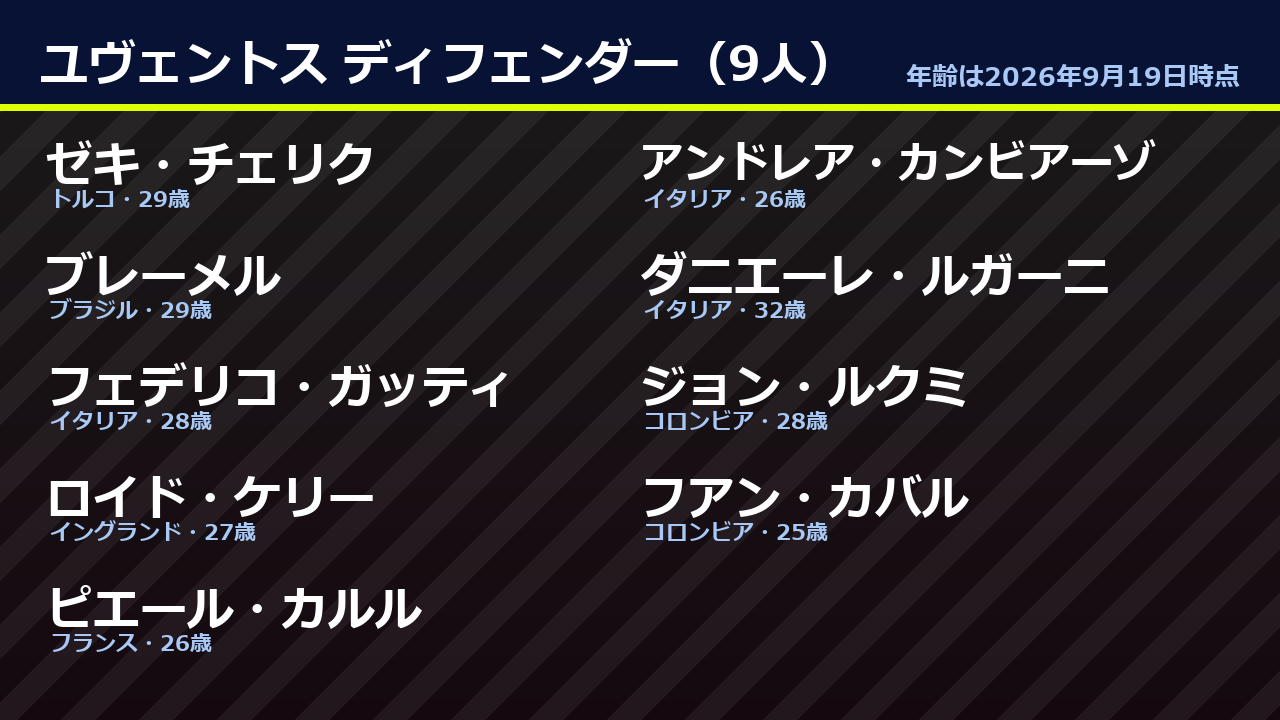 ユヴェントス ディフェンダー（9人）
年齢は2026年9月19日時点
ゼキ・チェリク
トルコ・29歳
ブレーメル
ブラジル・29歳
フェデリコ・ガッティ
イタリア・28歳
ロイド・ケリー
イングランド・27歳
ピエール・カルル
フランス・26歳
アンドレア・カンビアーゾ
イタリア・26歳
ダニエーレ・ルガーニ
イタリア・32歳
ジョン・ルクミ
コロンビア・28歳
フアン・カバル
コロンビア・25歳